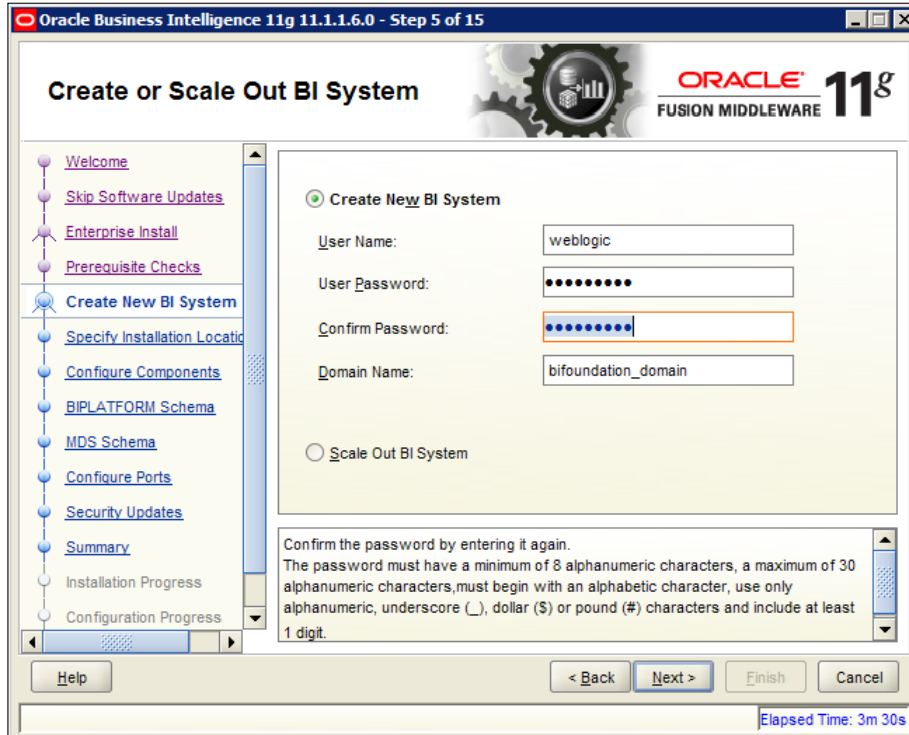 Oracle Business Intelligence 11g 11.1.1.6.0 - Step 5 of 15
Create or Scale Out BI System
ORACLE
FUSION MIDDLEWARE
11g
Welcome
Skip Software Updates
Enterprise Install
Prerequisite Checks
Create New BI System
Specify Installation Locatio
Configure Components
BIPLATFORM Schema
MDS Schema
Configure Ports
Security Updates
Summary
Installation Progress
Configuration Progress
Create New BI System
User Name: weblogic
User Password: •••••••••
Confirm Password: •••••••••
Domain Name: bifoundation_domain
Scale Out BI System
Confirm the password by entering it again.
The password must have a minimum of 8 alphanumeric characters, a maximum of 30
alphanumeric characters,must begin with an alphabetic character, use only
alphanumeric, underscore (_), dollar ($) or pound (#) characters and include at least
1 digit.
Help
< Back
Next >
Finish
Cancel
Elapsed Time: 3m 30s